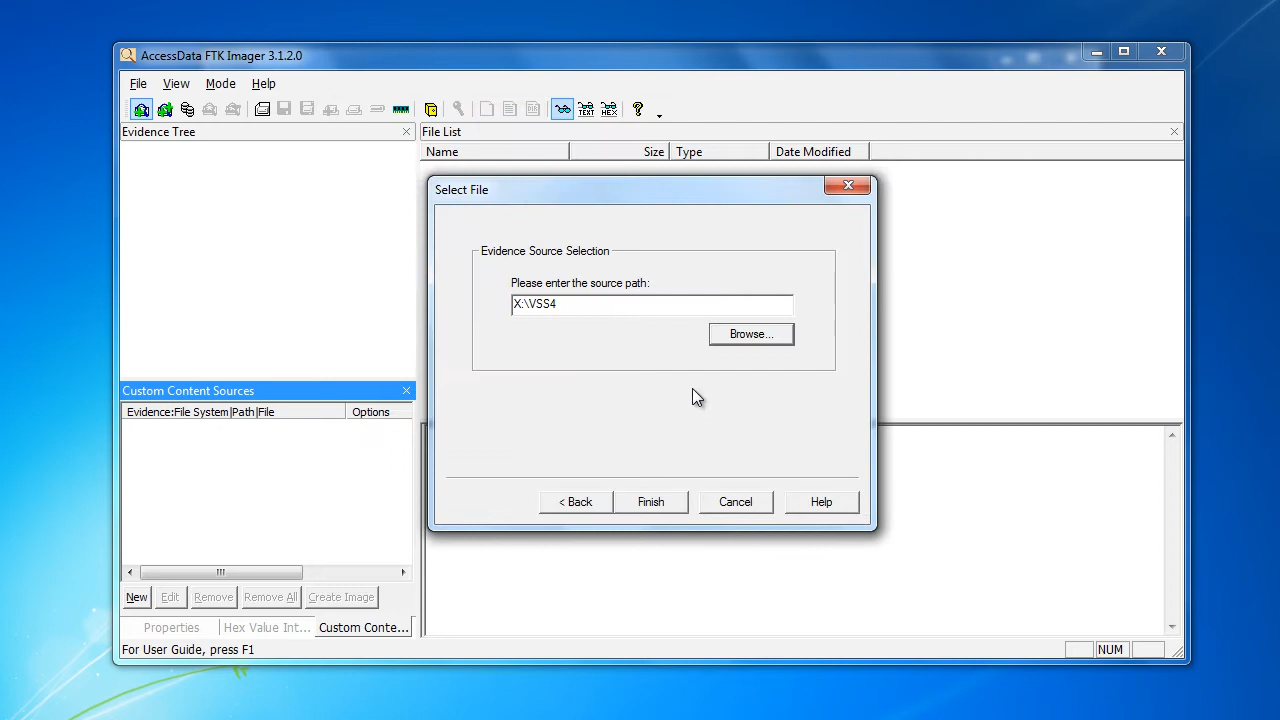 AccessData FTK Imager 3.1.2.0
File View Mode Help
TEXT HEX
Evidence Tree
File List
Name Size Type Date Modified
Select File
Evidence Source Selection
Please enter the source path:
X:\\VSS4
Browse...
Custom Content Sources
Evidence:File System|Path|File Options
< Back Finish Cancel Help
New Edit Remove Remove All Create Image
Properties Hex Value Int... Custom Conte...
For User Guide, press F1
NUM